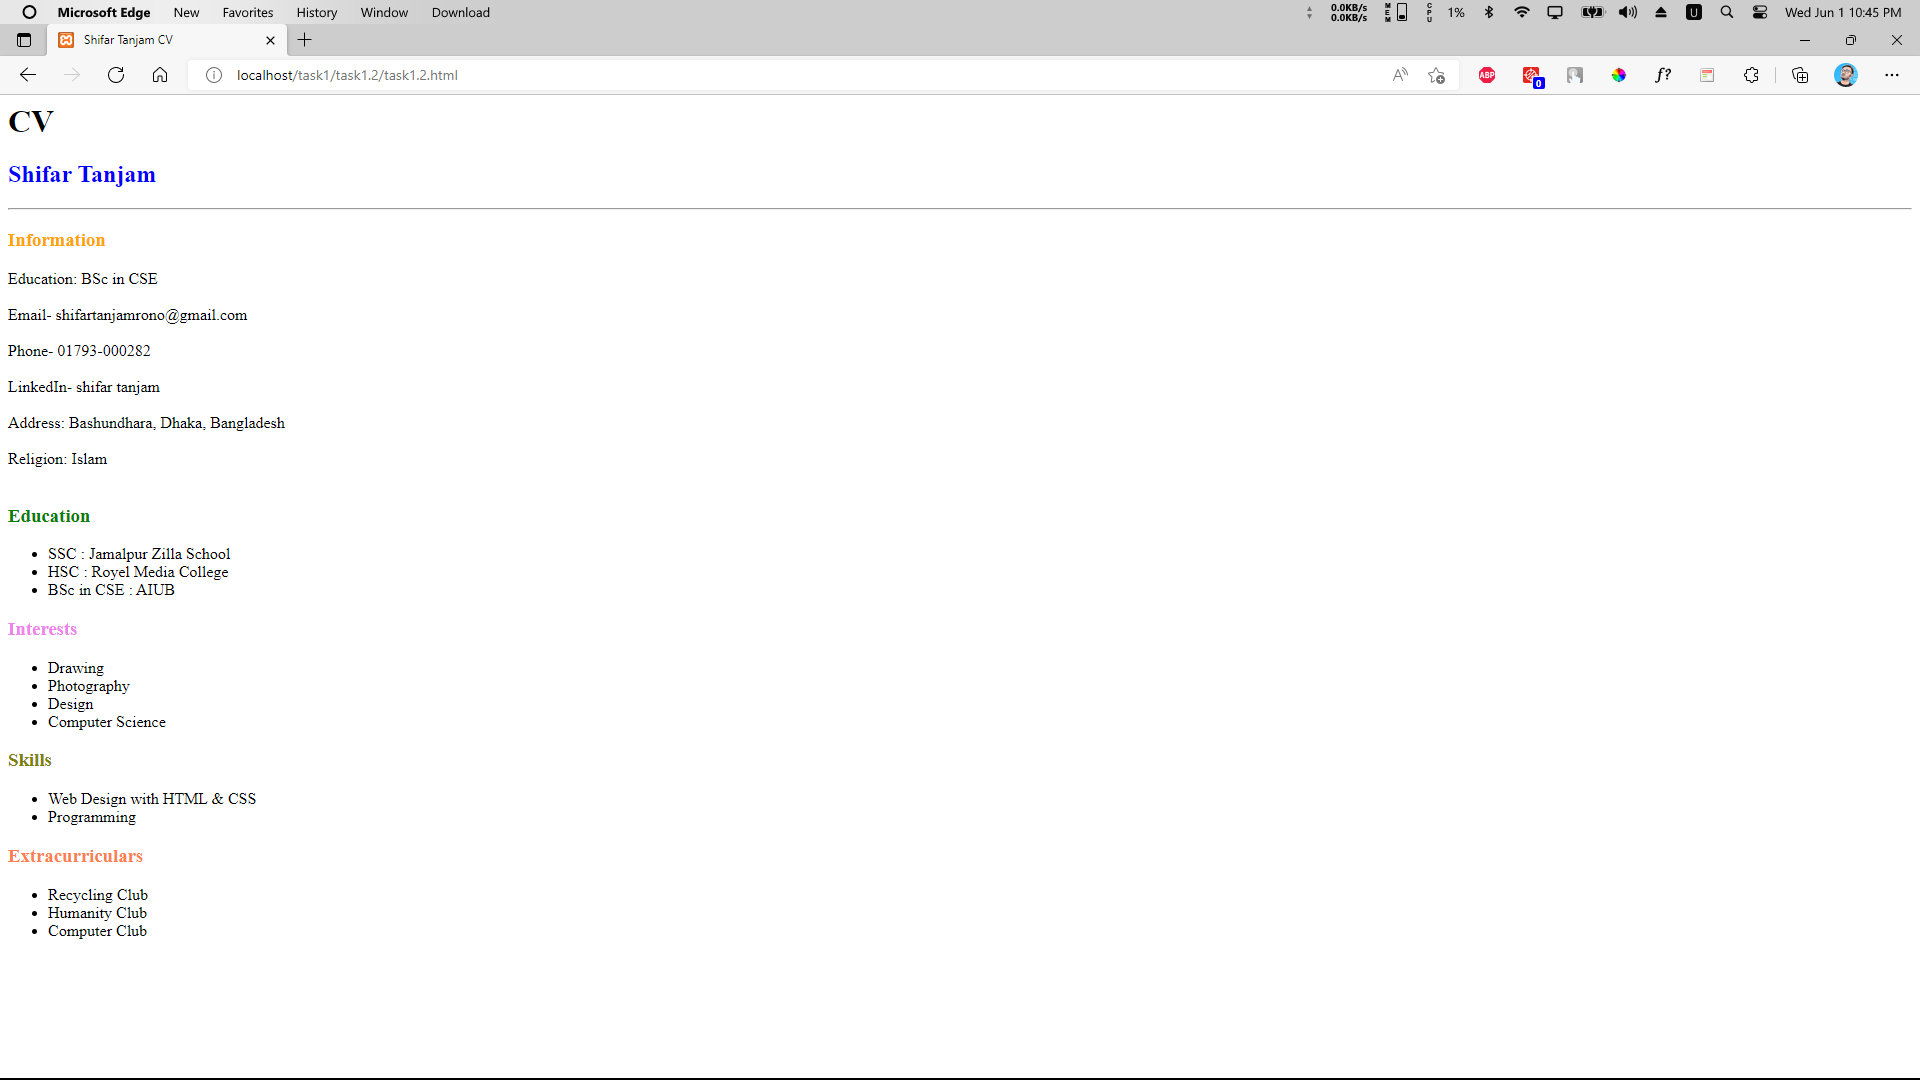 Microsoft Edge New Favorites History Window Download 0.0KB/s 0.0KB/s MEM CPU 1% U Wed Jun 1 10:45 PM
Shifar Tanjam CV
localhost/task1/task1.2/task1.2.html A ABP 0 f?
CV
Shifar Tanjam
Information
Education: BSc in CSE
Email- shifartanjamrono@gmail.com
Phone- 01793-000282
LinkedIn- shifar tanjam
Address: Bashundhara, Dhaka, Bangladesh
Religion: Islam
Education
• SSC : Jamalpur Zilla School
• HSC : Royel Media College
• BSc in CSE : AIUB
Interests
• Drawing
• Photography
• Design
• Computer Science
Skills
• Web Design with HTML & CSS
• Programming
Extracurriculars
• Recycling Club
• Humanity Club
• Computer Club